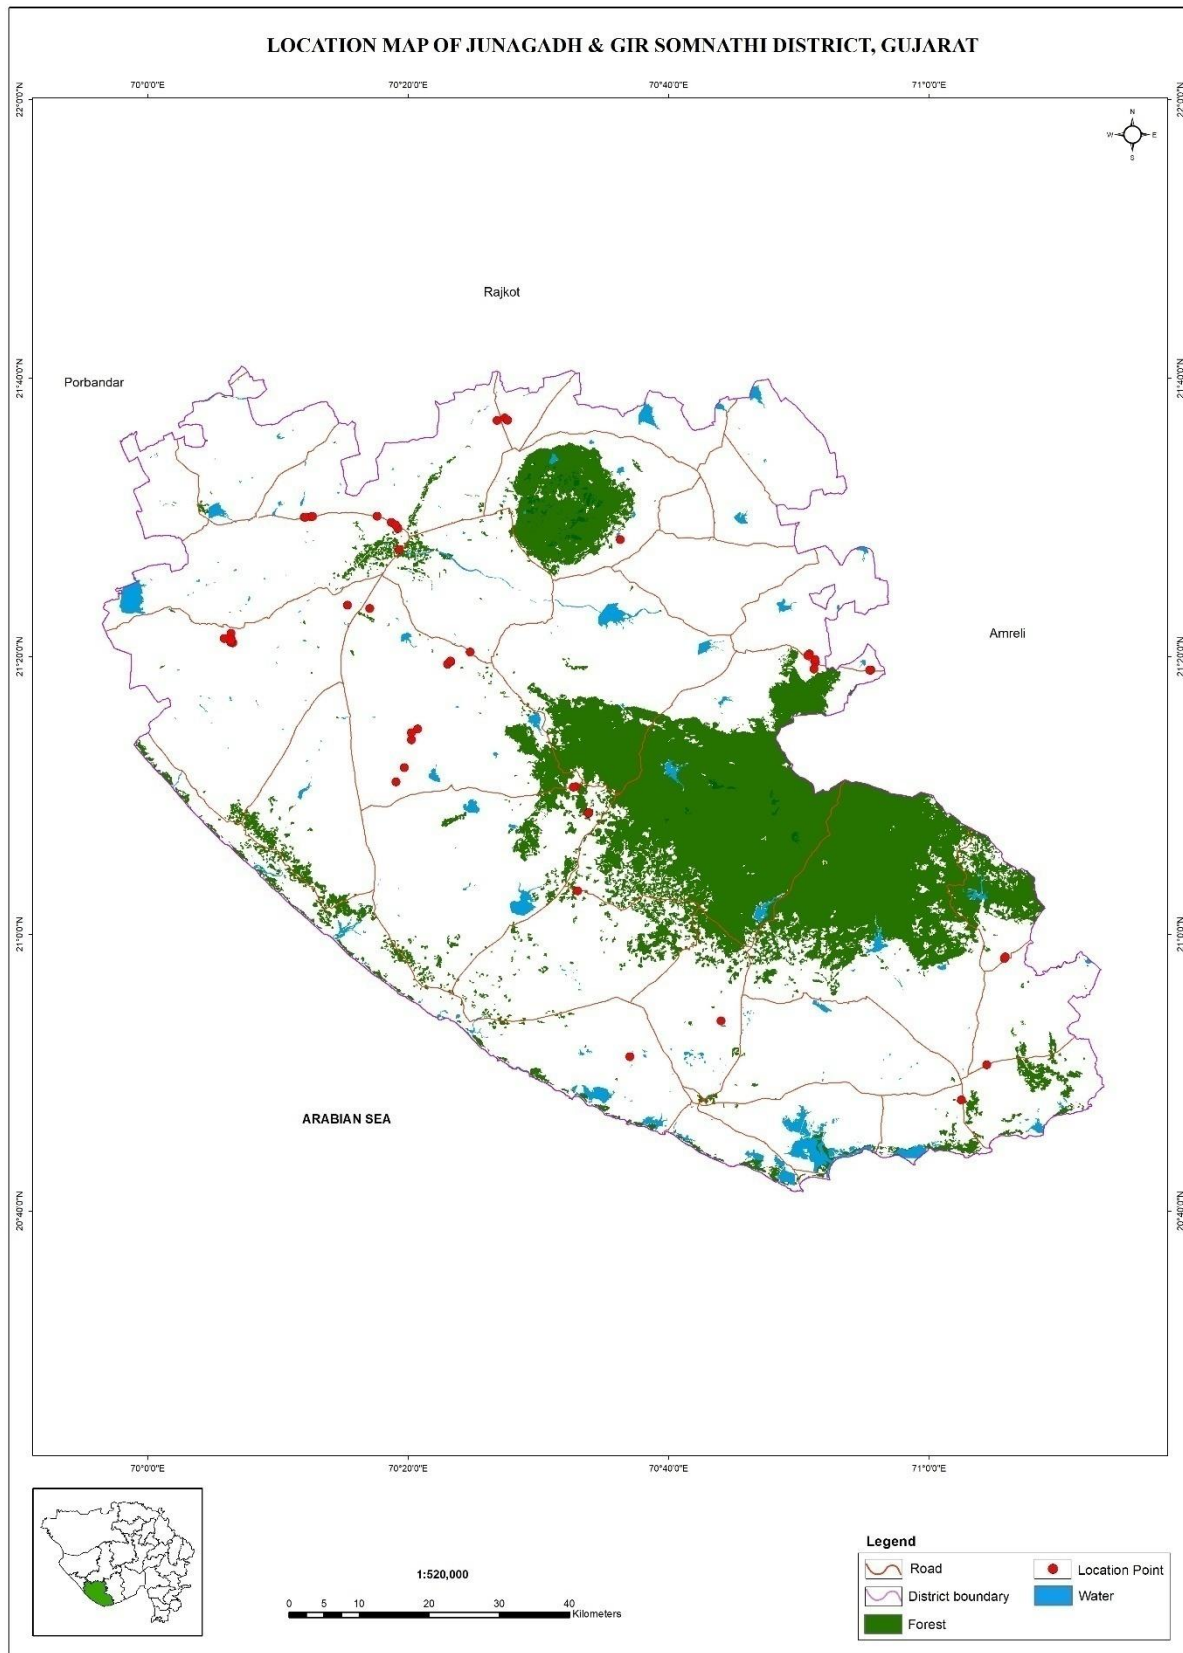 LOCATION MAP OF JUNAGADH & GIR SOMNATHI DISTRICT, GUJARAT
70°0'0"E 70°20'0"E 70°40'0"E 71°0'0"E
22°0'0"N 22°0'0"N
N
W E
S
Rajkot
Porbandar
21°40'0"N 21°40'0"N
Amreli
21°20'0"N 21°20'0"N
21°0'0"N 21°0'0"N
ARABIAN SEA
20°40'0"N 20°40'0"N
70°0'0"E 70°20'0"E 70°40'0"E 71°0'0"E
1:520,000
0 5 10 20 30 40
Kilometers
Legend
Road
Location Point
District boundary
Water
Forest